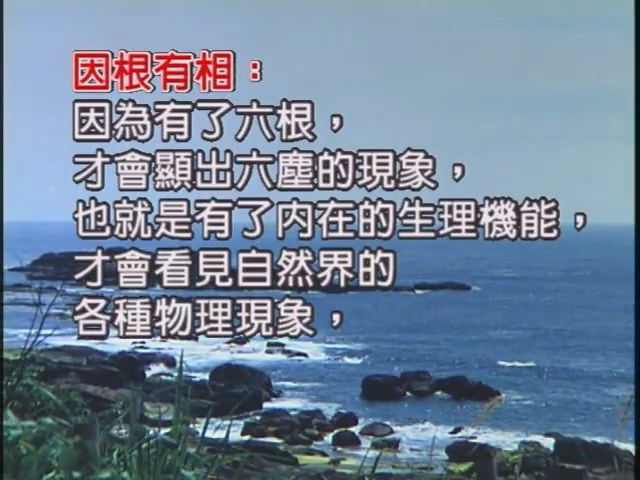 因根有相：
因為有了六根，
才會顯出六塵的現象，
也就是有了內在的生理機能，
才會看見自然界的
各種物理現象，